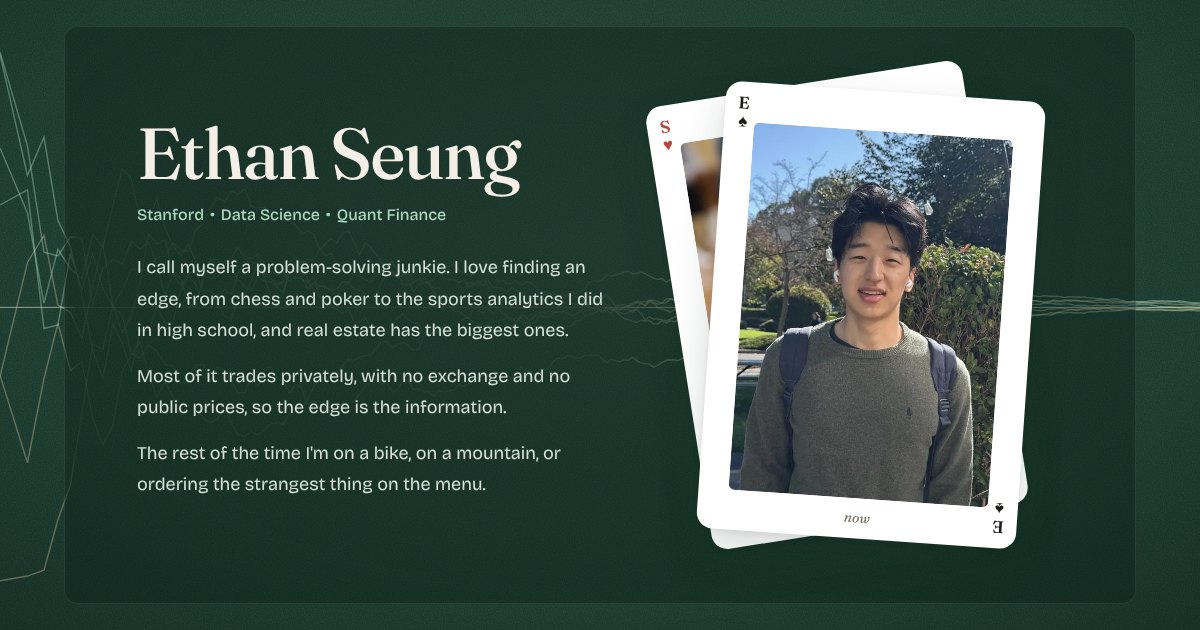 Ethan Seung
Stanford • Data Science • Quant Finance
I call myself a problem-solving junkie. I love finding an
edge, from chess and poker to the sports analytics I did
in high school, and real estate has the biggest ones.
Most of it trades privately, with no exchange and no
public prices, so the edge is the information.
The rest of the time I'm on a bike, on a mountain, or
ordering the strangest thing on the menu.
S
E
now
E